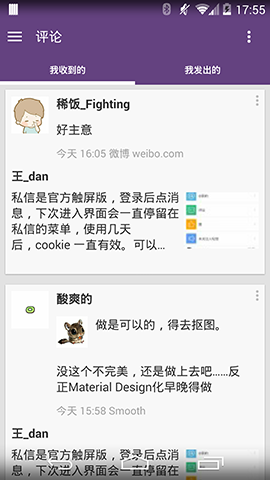 17:55
评论
我收到的
我发出的
稀饭_Fighting
好主意
今天 16:05 微博 weibo.com
王_dan
私信是官方触屏版，登录后点消
息，下次进入界面会一直停留在
私信的菜单，使用几天
后，cookie 一直有效。可以…
酸爽的
做是可以的，得去抠图。
没这个不完美，还是做上去吧……反
正Material Design化早晚得做
今天 15:58 Smooth
王_dan
私信是官方触屏版，登录后点消
息，下次进入界面会一直停留在